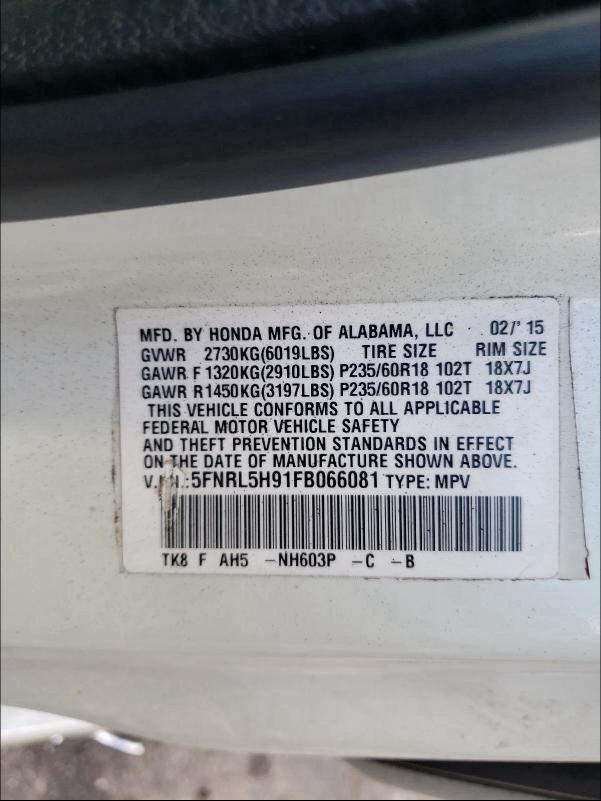 MFD. BY HONDA MFG. OF ALABAMA, LLC 02/'15
GVWR 2730KG(6019LBS) TIRE SIZE RIM SIZE
GAWR F 1320KG(2910LBS) P235/60R18 102T 18X7J
GAWR R1450KG(3197LBS) P235/60R18 102T 18X7J
THIS VEHICLE CONFORMS TO ALL APPLICABLE
FEDERAL MOTOR VEHICLE SAFETY
AND THEFT PREVENTION STANDARDS IN EFFECT
ON THE DATE OF MANUFACTURE SHOWN ABOVE.
V.I.N.:5FNRL5H91FB066081 TYPE: MPV
TK8 F AH5 -NH603P -C -B